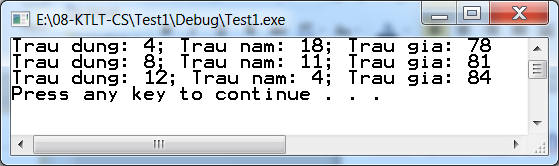 E:\08-KTLT-CS\Test1\Debug\Test1.exe
Trau dung: 4; Trau nam: 18; Trau gia: 78
Trau dung: 8; Trau nam: 11; Trau gia: 81
Trau dung: 12; Trau nam: 4; Trau gia: 84
Press any key to continue . . .